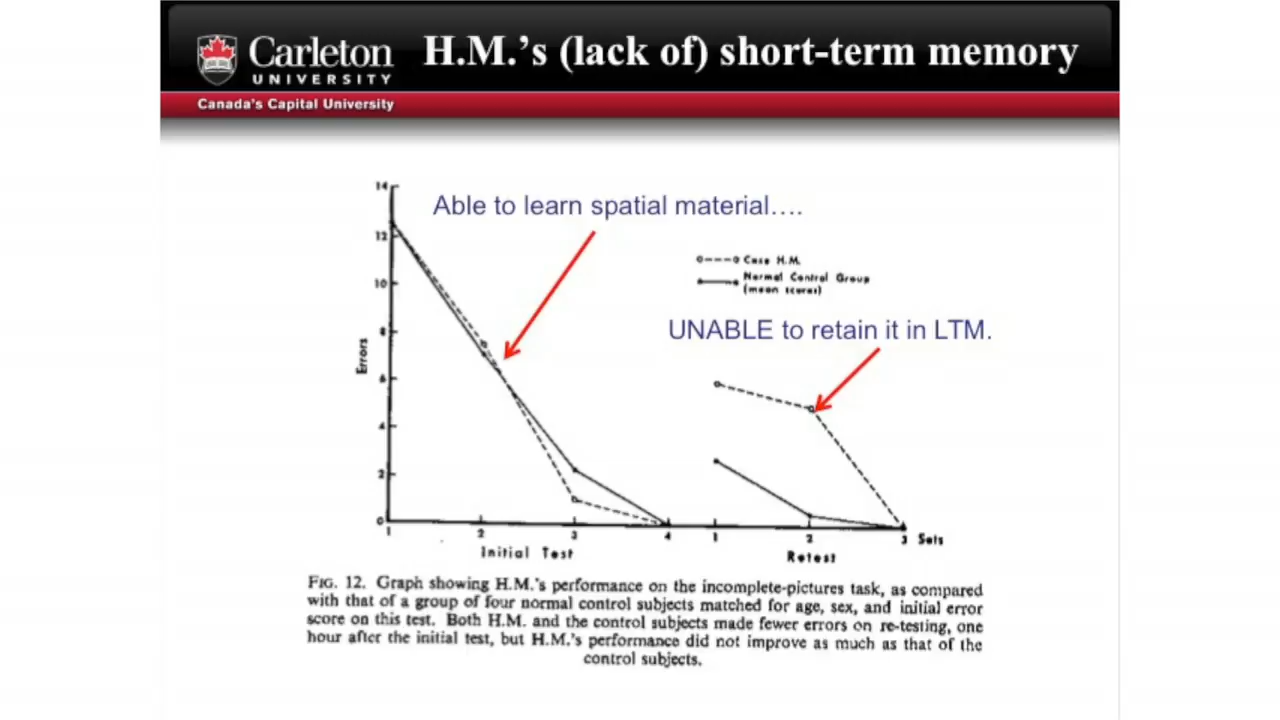 Carleton
UNIVERSITY
H.M.'s (lack of) short-term memory
Canada's Capital University
Able to learn spatial material….
Case H.M.
Normal Control Group
(mean scores)
UNABLE to retain it in LTM.
Errors
14
12
10
8
6
4
2
0
1 2 3 4 1 2 3 Sets
Initial Test Retest
FIG. 12. Graph showing H.M.'s performance on the incomplete-pictures task, as compared
with that of a group of four normal control subjects matched for age, sex, and initial error
score on this test. Both H.M. and the control subjects made fewer errors on re-testing, one
hour after the initial test, but H.M.'s performance did not improve as much as that of the
control subjects.